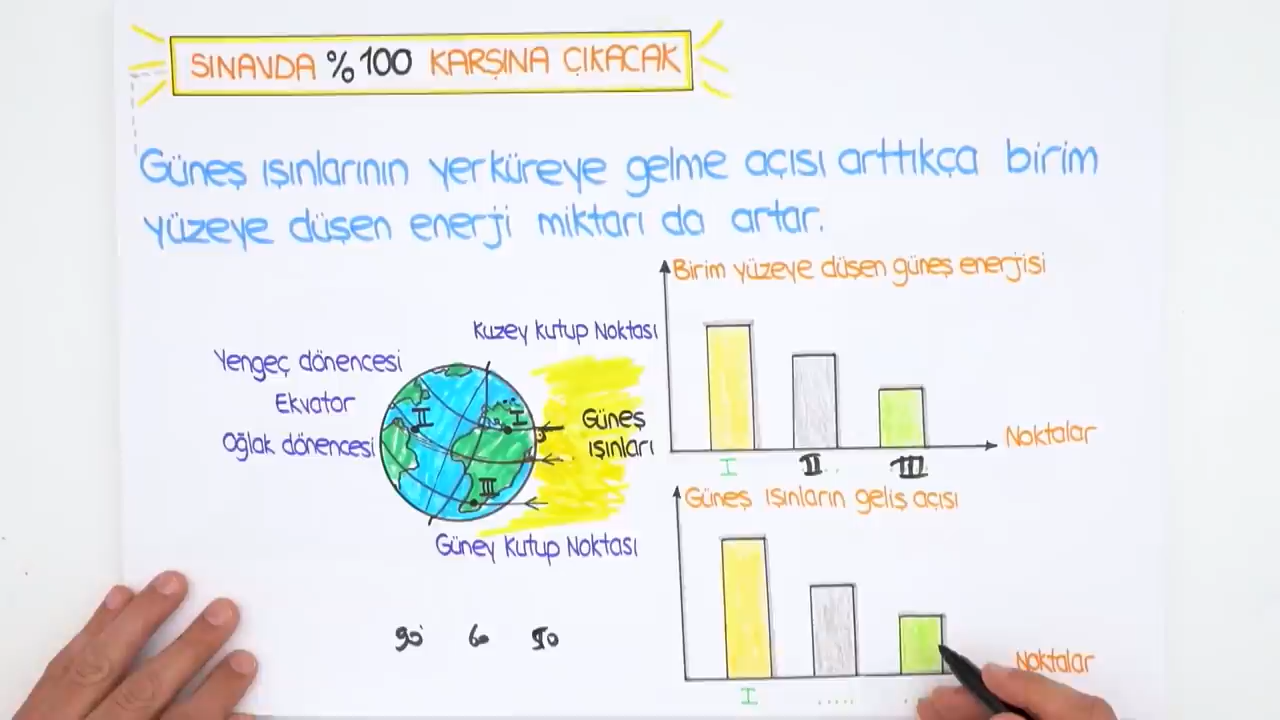 SINAVDA %100 KARŞINA ÇIKACAK
Güneş ışınlarının yerküreye gelme açısı arttıkça birim
yüzeye düşen enerji miktarı da artar.
Birim yüzeye düşen güneş enerjisi
Kuzey Kutup Noktası
Yengeç dönencesi
Ekvator
Oğlak dönencesi
II
I
III
Güneş
ışınları
Güney Kutup Noktası
Noktalar
I
II
III
Güneş ışınların geliş açısı
Noktalar
I
.....
90° 60 50